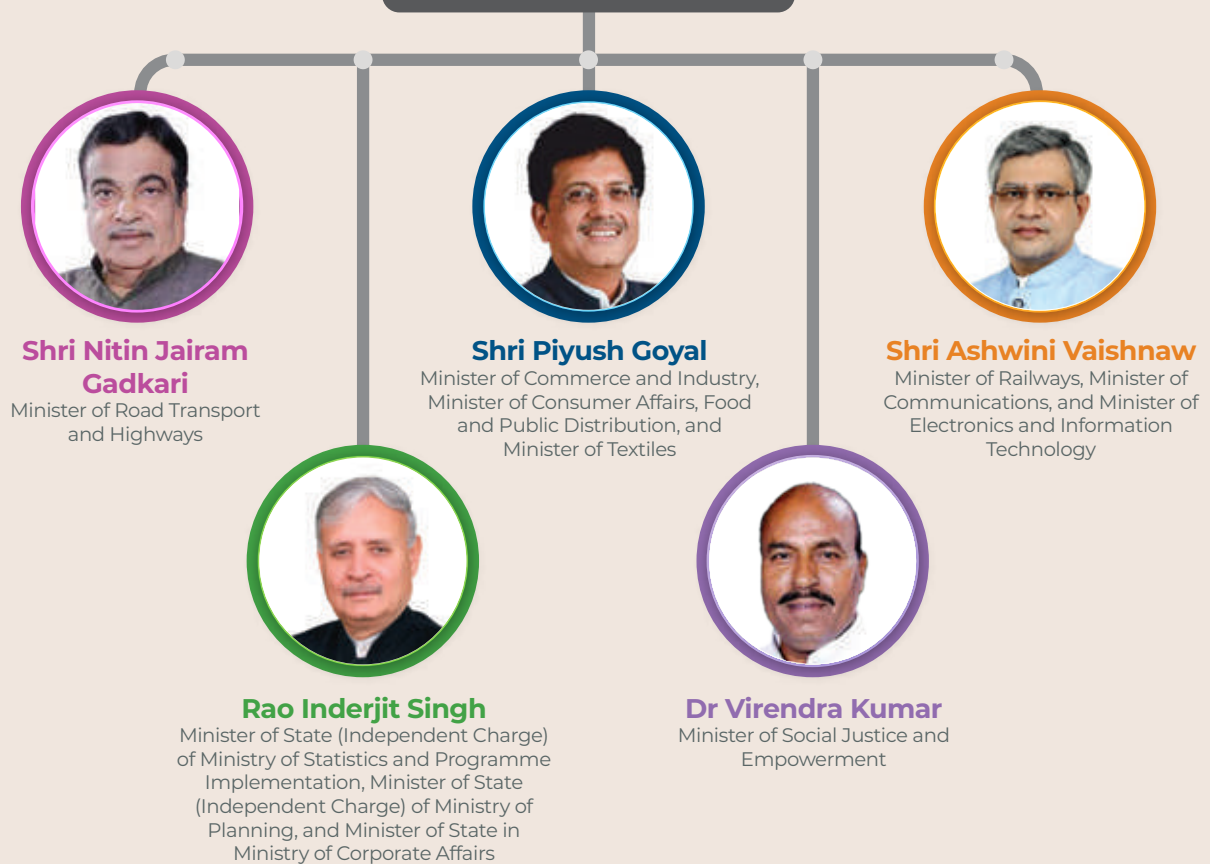 Shri Nitin Jairam
Gadkari
Minister of Road Transport
and Highways
Shri Piyush Goyal
Minister of Commerce and Industry,
Minister of Consumer Affairs, Food
and Public Distribution, and
Minister of Textiles
Shri Ashwini Vaishnaw
Minister of Railways, Minister of
Communications, and Minister of
Electronics and Information
Technology
Rao Inderjit Singh
Minister of State (Independent Charge)
of Ministry of Statistics and Programme
Implementation, Minister of State
(Independent Charge) of Ministry of
Planning, and Minister of State in
Ministry of Corporate Affairs
Dr Virendra Kumar
Minister of Social Justice and
Empowerment